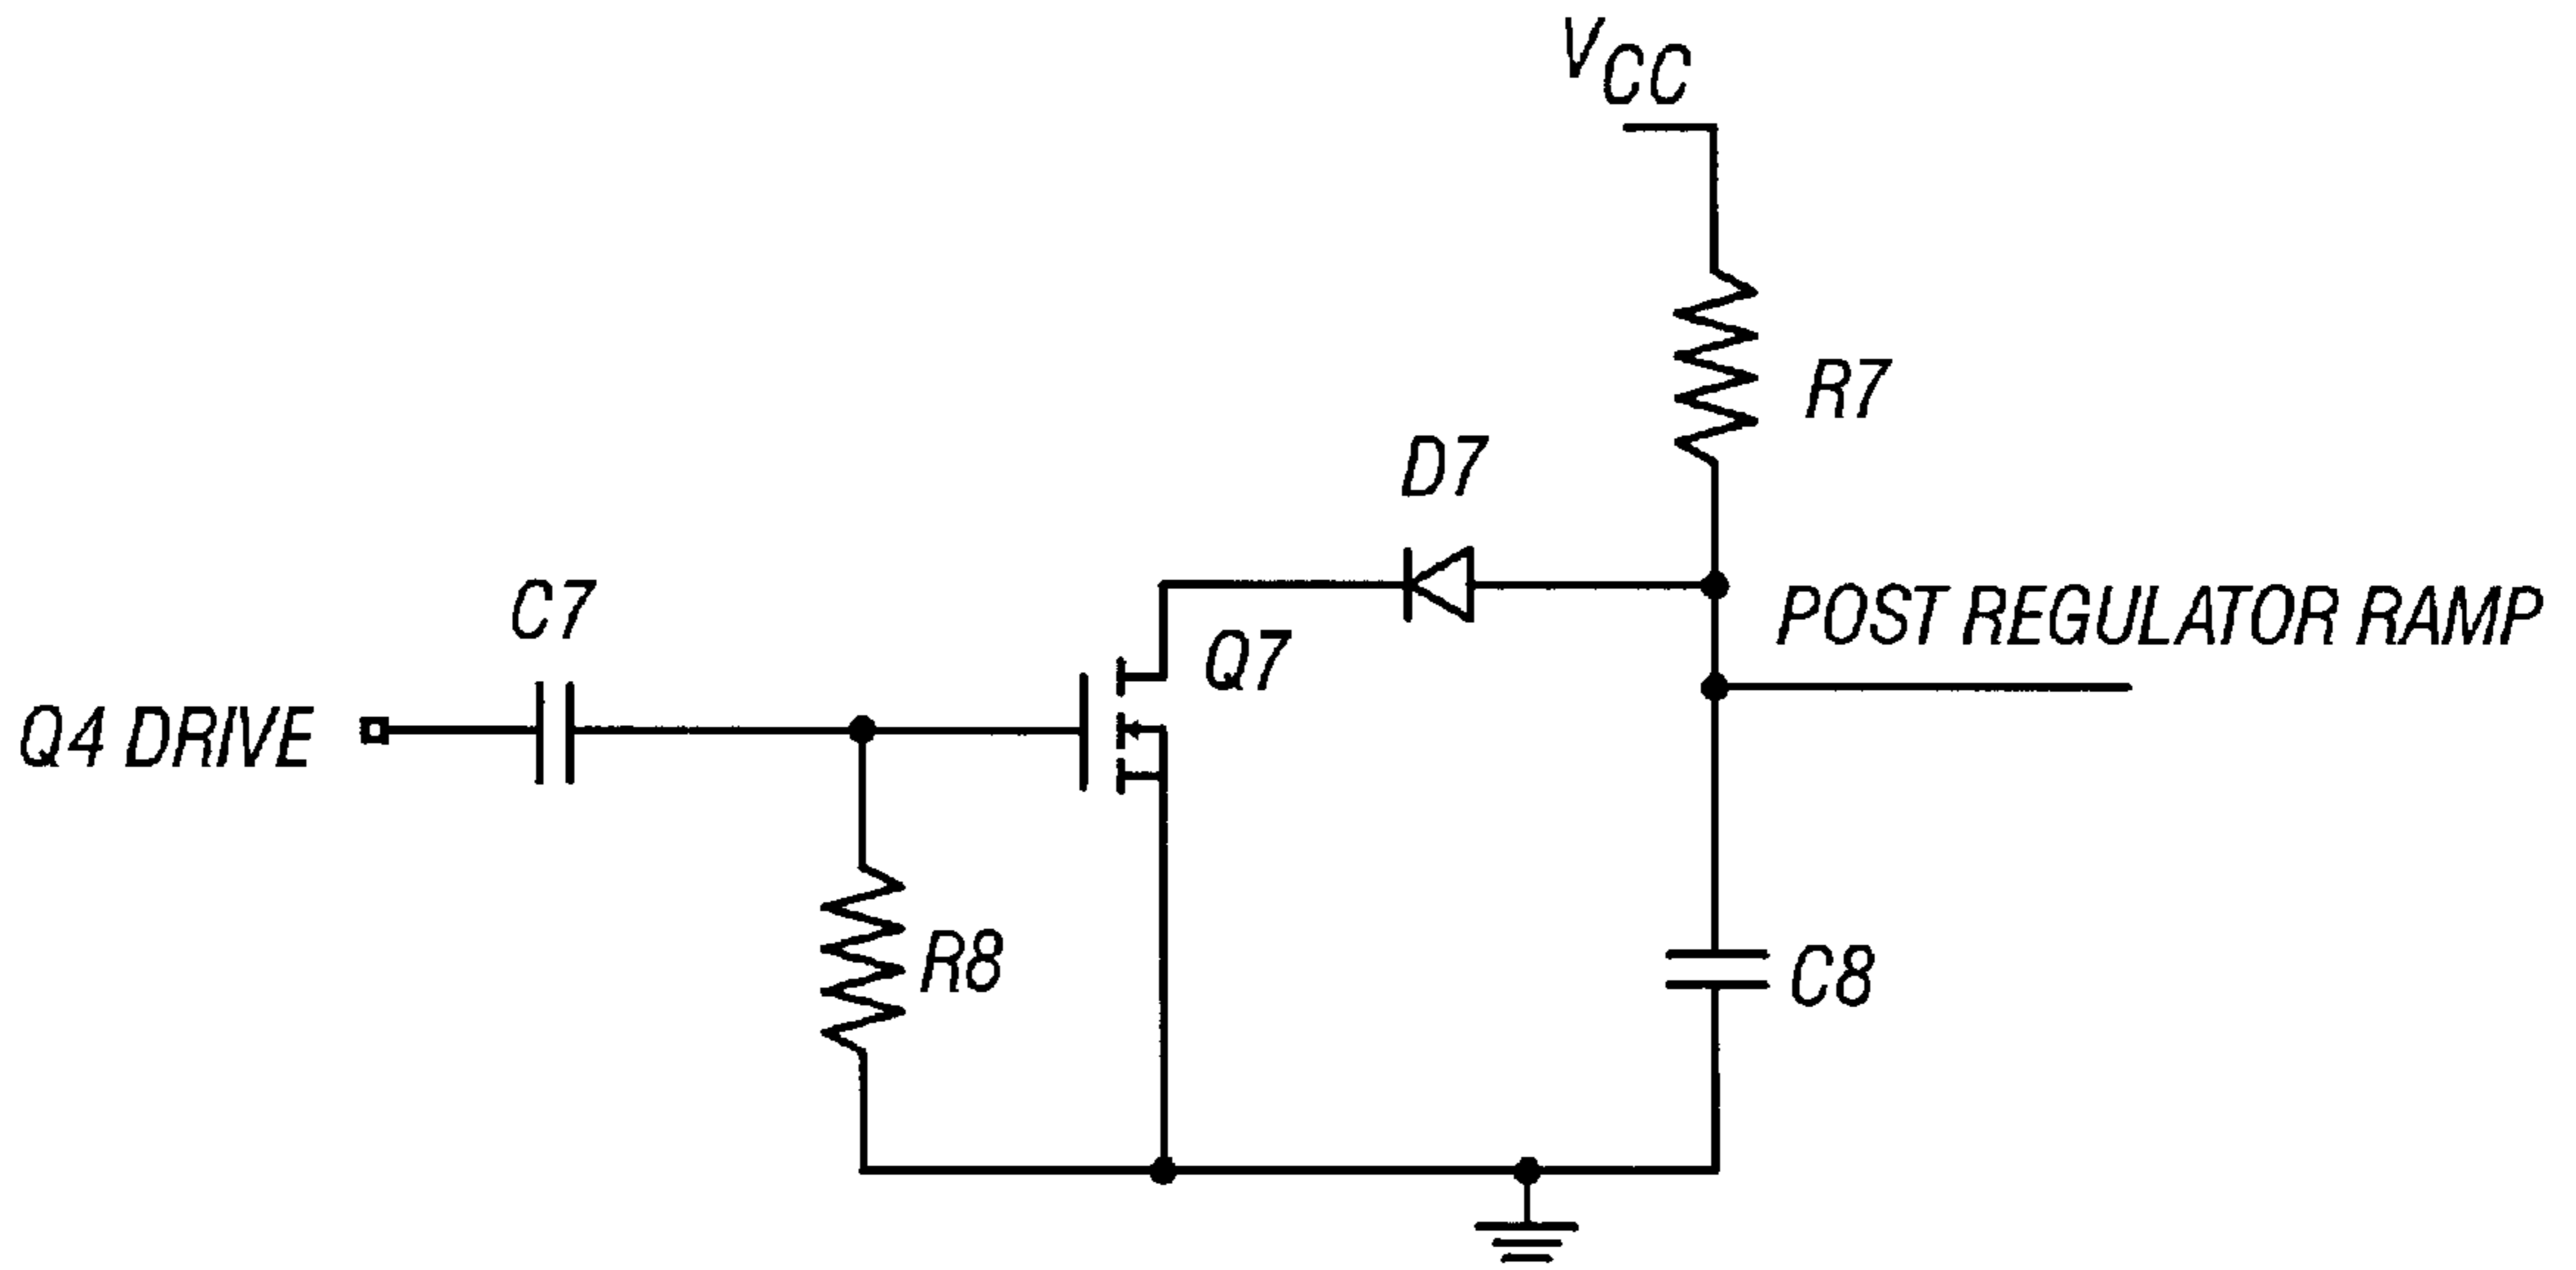 VCC
R7
D7
C7
Q7
POST REGULATOR RAMP
Q4 DRIVE
R8
C8